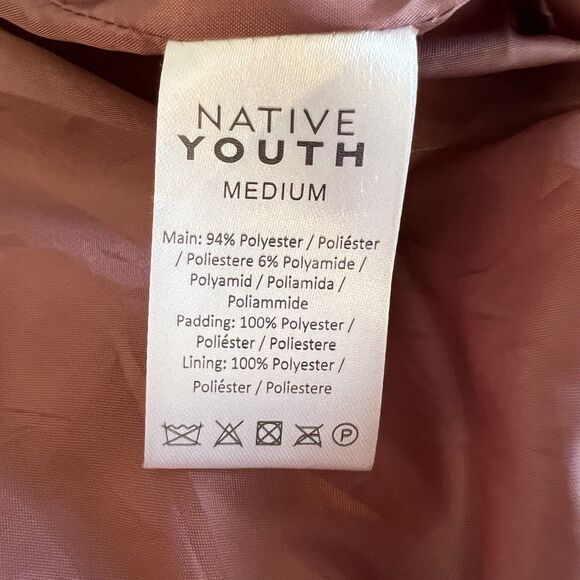 NATIVE
YOUTH
MEDIUM
Main: 94% Polyester / Poliéster
/ Poliestere 6% Polyamide /
Polyamid / Poliamida /
Poliammide
Padding: 100% Polyester /
Poliéster / Poliestere
Lining: 100% Polyester /
Poliéster / Poliestere
P